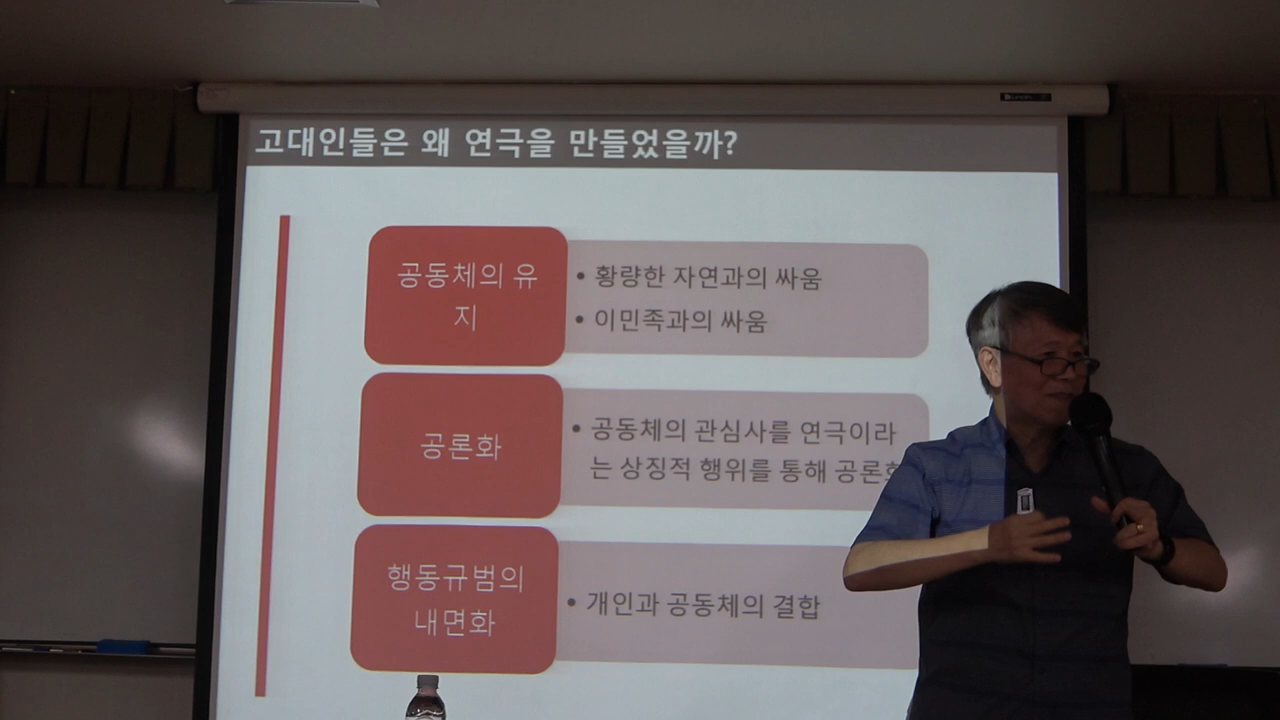 고대인들은 왜 연극을 만들었을까?
공동체의 유
지
• 황량한 자연과의 싸움
• 이민족과의 싸움
공론화
• 공동체의 관심사를 연극이라
는 상징적 행위를 통해 공론화
행동규범의
내면화
• 개인과 공동체의 결합